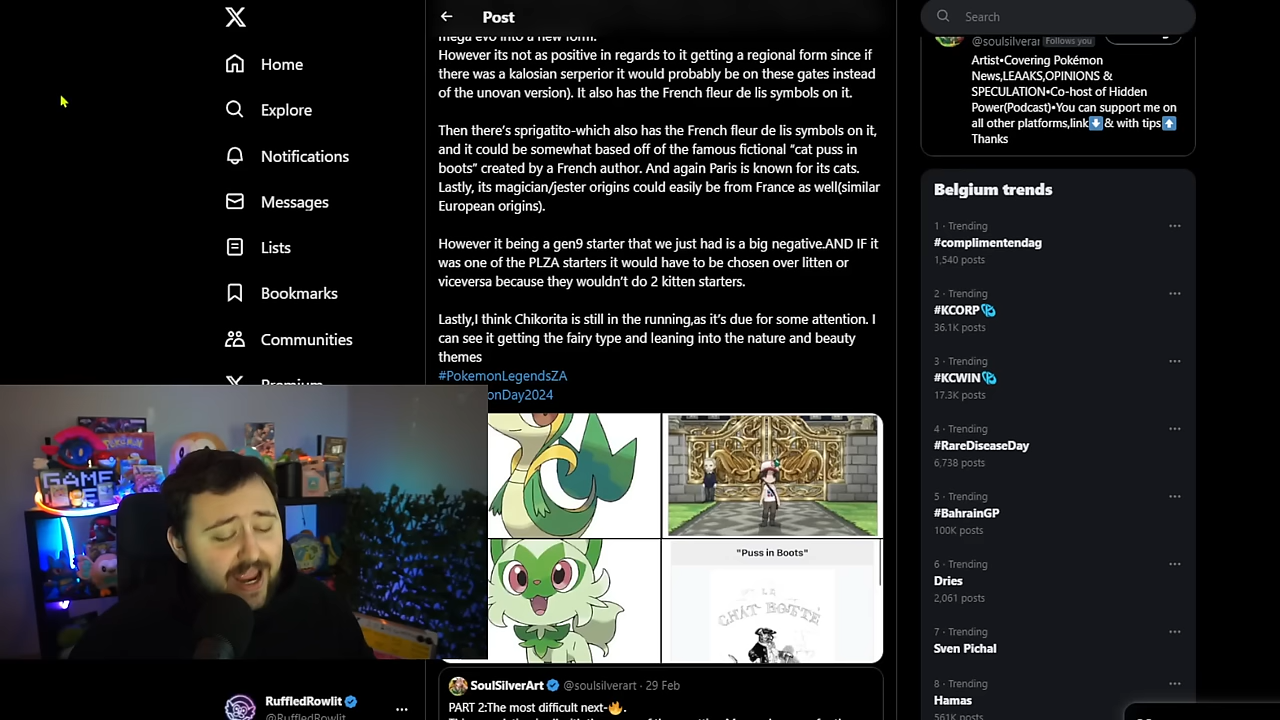 Home
Explore
Notifications
Messages
Lists
Bookmarks
Communities
Premium
RuffledRowlit
@RuffledRowlit
Post
mega evo into a new form.
However its not as positive in regards to it getting a regional form since if
there was a kalosian serperior it would probably be on these gates instead
of the unovan version). It also has the French fleur de lis symbols on it.
Then there's sprigatito-which also has the French fleur de lis symbols on it,
and it could be somewhat based off of the famous fictional "cat puss in
boots" created by a French author. And again Paris is known for its cats.
Lastly, its magician/jester origins could easily be from France as well(similar
European origins).
However it being a gen9 starter that we just had is a big negative.AND IF it
was one of the PLZA starters it would have to be chosen over litten or
viceversa because they wouldn't do 2 kitten starters.
Lastly,I think Chikorita is still in the running,as it's due for some attention. I
can see it getting the fairy type and leaning into the nature and beauty
themes
#PokemonLegendsZA
onDay2024
"Puss in Boots"
CHAT BOTTÉ
SoulSilverArt @soulsilverart · 29 Feb
PART 2:The most difficult next-🔥.
Search
@soulsilverar Follows you
Artist•Covering Pokémon
News,LEAAKS,OPINIONS &
SPECULATION•Co-host of Hidden
Power(Podcast)•You can support me on
all other platforms,link⬇️& with tips⬆️
Thanks
Belgium trends
1 · Trending
#complimentendag
1,540 posts
2 · Trending
#KCORP
36.1K posts
3 · Trending
#KCWIN
17.3K posts
4 · Trending
#RareDiseaseDay
6,738 posts
5 · Trending
#BahrainGP
100K posts
6 · Trending
Dries
2,061 posts
7 · Trending
Sven Pichal
8 · Trending
Hamas
561K posts
GAME